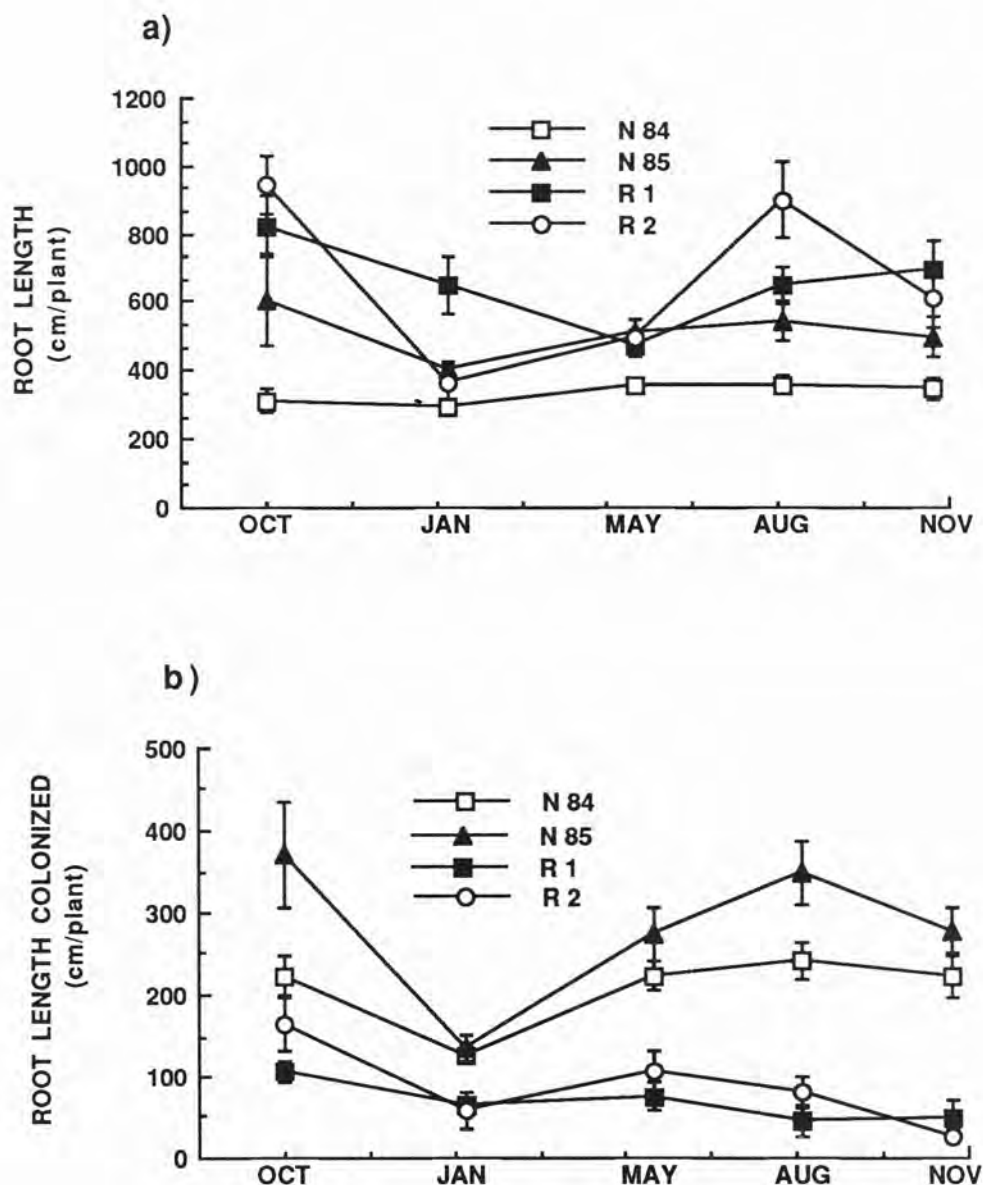 a)
1200
1000
800
600
400
200
0
ROOT LENGTH
(cm/plant)
N 84
N 85
R 1
R 2
OCT JAN MAY AUG NOV
b)
500
400
300
200
100
0
ROOT LENGTH COLONIZED
(cm/plant)
N 84
N 85
R 1
R 2
OCT JAN MAY AUG NOV